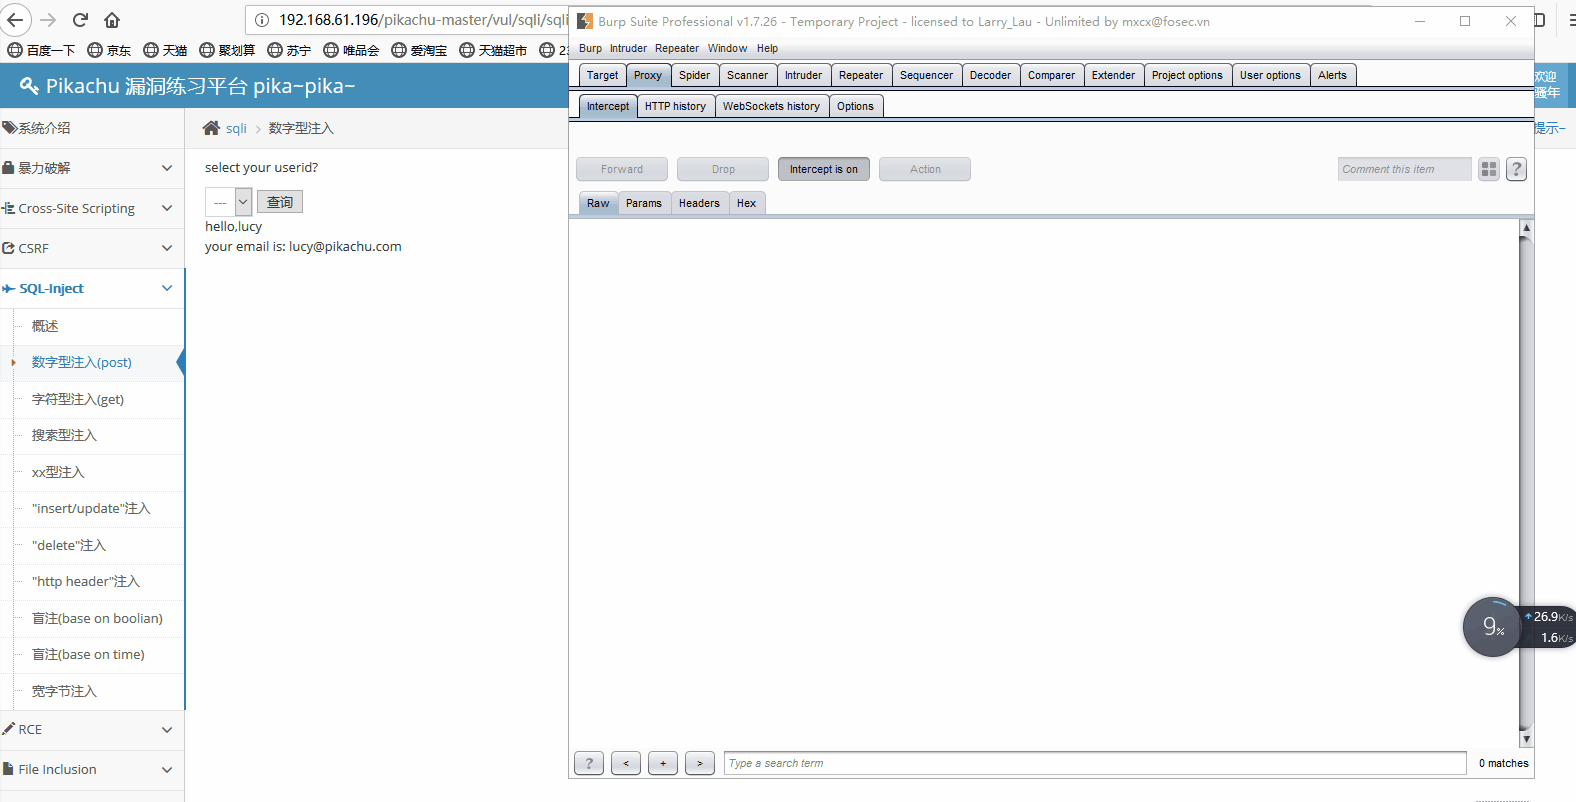 192.168.61.196/pikachu-master/vul/sqli/sqli
百度一下 京东 天猫 聚划算 苏宁 唯品会 爱淘宝 天猫超市 23
Pikachu 漏洞练习平台 pika~pika~
欢迎
骚年
系统介绍
暴力破解
Cross-Site Scripting
CSRF
SQL-Inject
概述
数字型注入(post)
字符型注入(get)
搜索型注入
xx型注入
"insert/update"注入
"delete"注入
"http header"注入
盲注(base on boolian)
盲注(base on time)
宽字节注入
RCE
File Inclusion
sqli > 数字型注入
提示~
select your userid?
--- 查询
hello,lucy
your email is: lucy@pikachu.com
Burp Suite Professional v1.7.26 - Temporary Project - licensed to Larry_Lau - Unlimited by mxcx@fosec.vn
Burp Intruder Repeater Window Help
Target Proxy Spider Scanner Intruder Repeater Sequencer Decoder Comparer Extender Project options User options Alerts
Intercept HTTP history WebSockets history Options
Forward Drop Intercept is on Action Comment this item ?
Raw Params Headers Hex
9% 26.9K/s
1.6K/s
? < + > Type a search term 0 matches